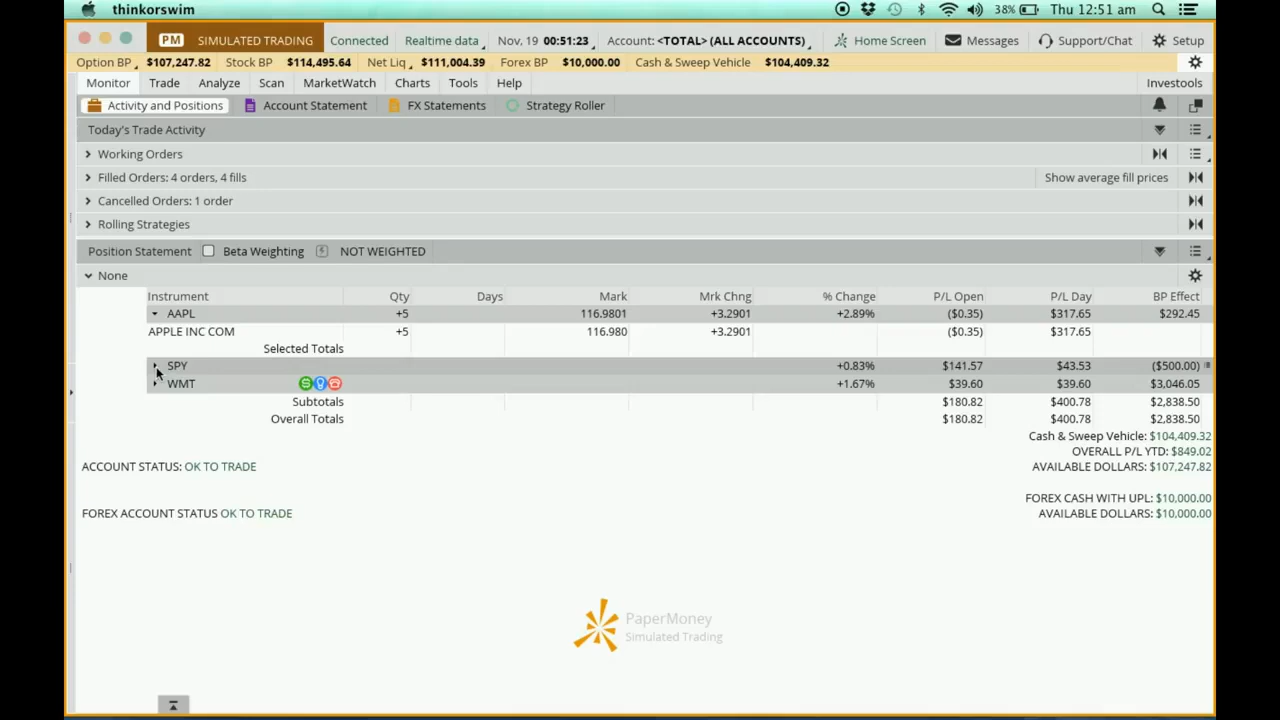 thinkorswim 38% Thu 12:51 am
PM SIMULATED TRADING Connected Realtime data Nov, 19 00:51:23 Account: <TOTAL> (ALL ACCOUNTS) Home Screen Messages Support/Chat Setup
Option BP $107,247.82 Stock BP $114,495.64 Net Liq $111,004.39 Forex BP $10,000.00 Cash & Sweep Vehicle $104,409.32
Monitor Trade Analyze Scan MarketWatch Charts Tools Help Investools
Activity and Positions Account Statement FX Statements Strategy Roller
Today's Trade Activity
Working Orders
Filled Orders: 4 orders, 4 fills Show average fill prices
Cancelled Orders: 1 order
Rolling Strategies
Position Statement Beta Weighting NOT WEIGHTED
None
Instrument Qty Days Mark Mrk Chng % Change P/L Open P/L Day BP Effect
AAPL +5 116.9801 +3.2901 +2.89% ($0.35) $317.65 $292.45
APPLE INC COM +5 116.980 +3.2901 ($0.35) $317.65
Selected Totals
SPY +0.83% $141.57 $43.53 ($500.00)
WMT +1.67% $39.60 $39.60 $3,046.05
Subtotals $180.82 $400.78 $2,838.50
Overall Totals $180.82 $400.78 $2,838.50
Cash & Sweep Vehicle: $104,409.32
OVERALL P/L YTD: $849.02
ACCOUNT STATUS: OK TO TRADE AVAILABLE DOLLARS: $107,247.82
FOREX CASH WITH UPL: $10,000.00
FOREX ACCOUNT STATUS OK TO TRADE AVAILABLE DOLLARS: $10,000.00
PaperMoney
Simulated Trading